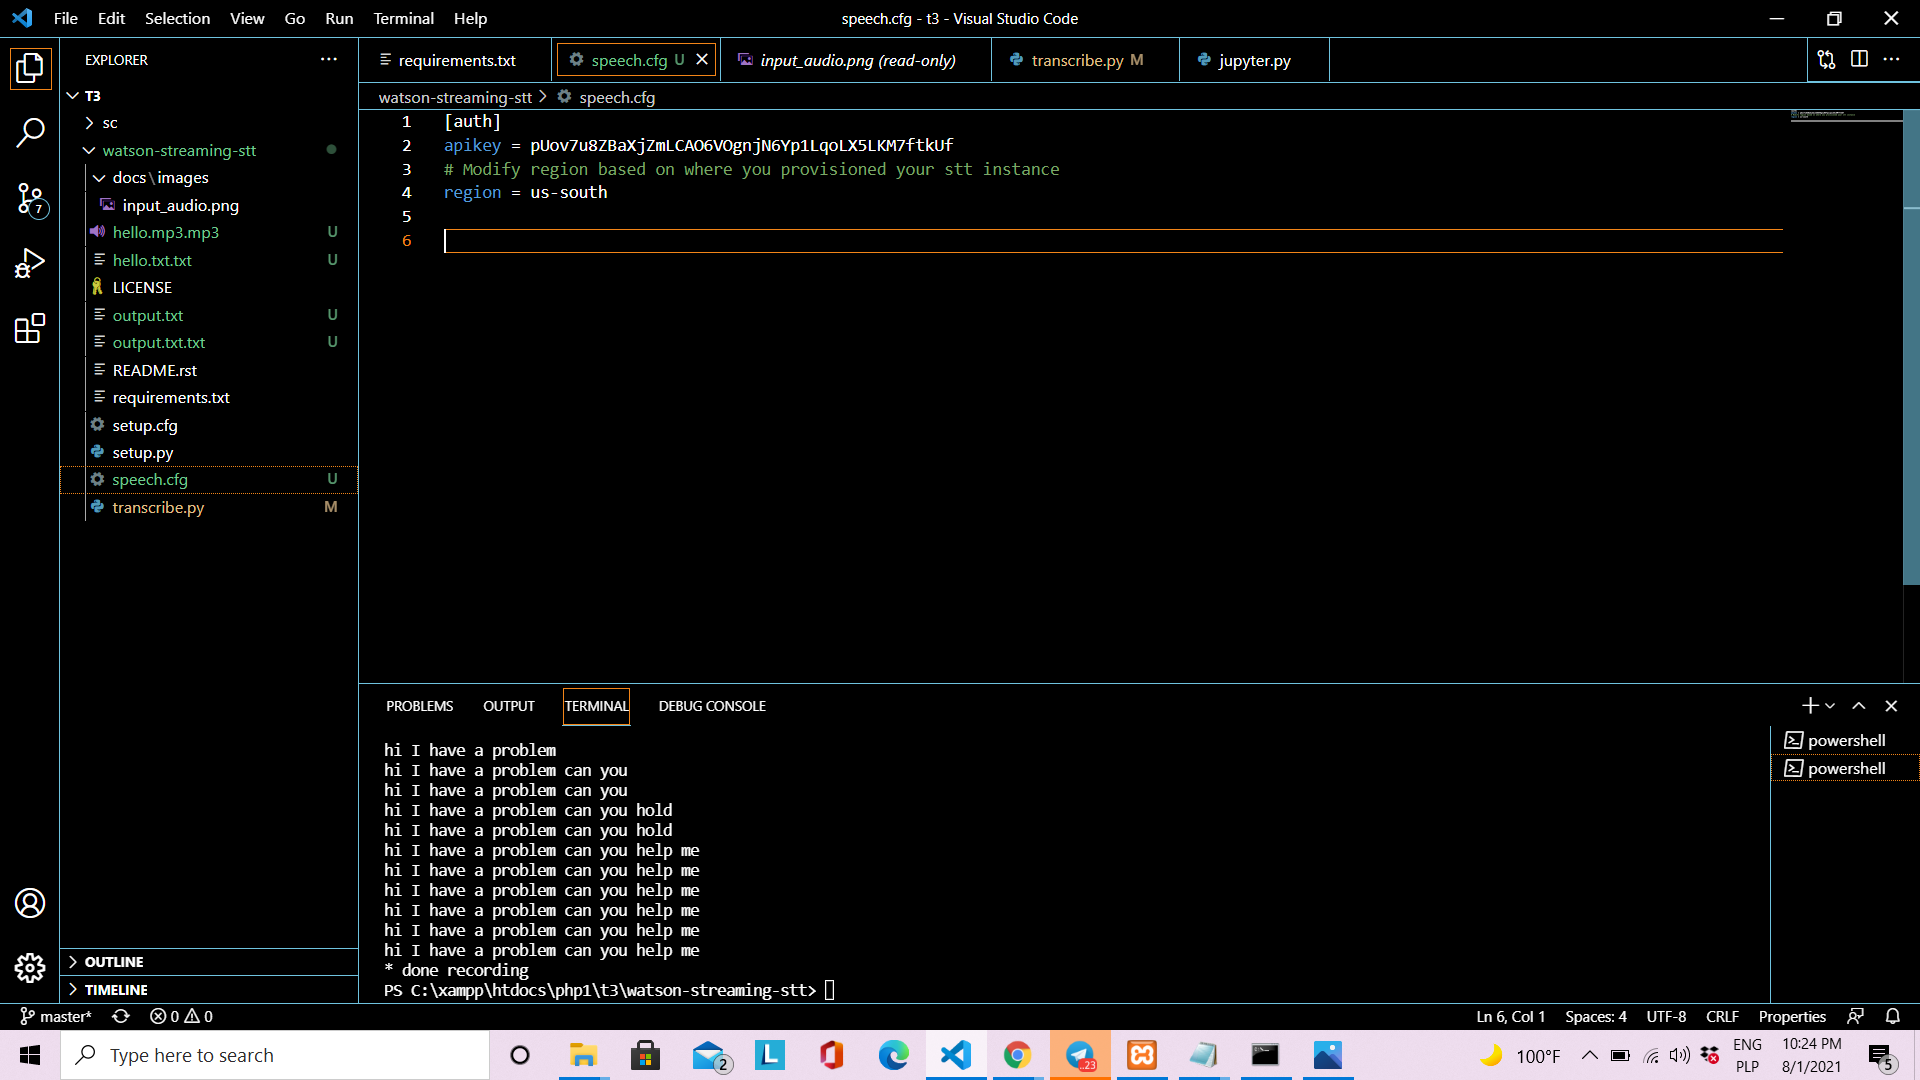 File Edit Selection View Go Run Terminal Help
speech.cfg - t3 - Visual Studio Code
EXPLORER
requirements.txt
speech.cfg U
input_audio.png (read-only)
transcribe.py M
jupyter.py
watson-streaming-stt > speech.cfg
T3
sc
watson-streaming-stt
docs\images
input_audio.png
hello.mp3.mp3 U
hello.txt.txt U
LICENSE
output.txt U
output.txt.txt U
README.rst
requirements.txt
setup.cfg
setup.py
speech.cfg U
transcribe.py M
7
1 [auth]
2 apikey = pUov7u8ZBaXjZmLCAO6VOgnjN6Yp1LqoLX5LKM7ftkUf
3 # Modify region based on where you provisioned your stt instance
4 region = us-south
5
6
PROBLEMS OUTPUT TERMINAL DEBUG CONSOLE
powershell
powershell
hi I have a problem
hi I have a problem can you
hi I have a problem can you
hi I have a problem can you hold
hi I have a problem can you hold
hi I have a problem can you help me
hi I have a problem can you help me
hi I have a problem can you help me
hi I have a problem can you help me
hi I have a problem can you help me
hi I have a problem can you help me
* done recording
PS C:\xampp\htdocs\php1\t3\watson-streaming-stt>
OUTLINE
TIMELINE
master* 0 0
Ln 6, Col 1 Spaces: 4 UTF-8 CRLF Properties
Type here to search
2
L
..23
100°F
ENG
PLP
10:24 PM
8/1/2021
5